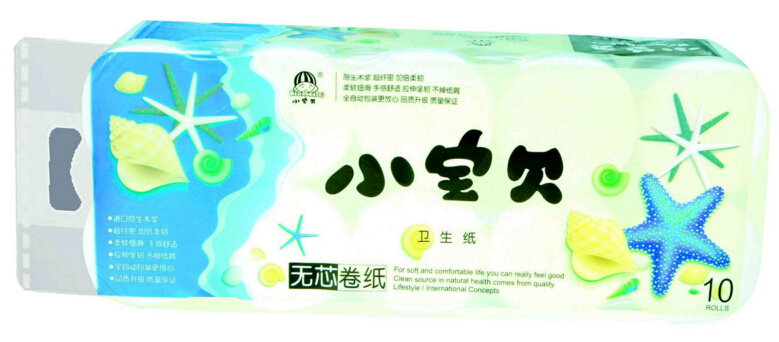 原生木浆 超纤密 加倍柔韧
柔软细滑 手感舒适 拉伸坚韧 不掉纸屑
全自动包装更放心 品质升级 质量保证
小宝贝
®
小宝贝
卫生纸
•进口原生木浆
•超纤密 加倍柔韧
•柔软细滑 手感舒适
•拉伸坚韧 不掉纸屑
•全自动包装更放心
•品质升级 质量保证
无芯卷纸
For soft and comfortable life you can really feel good
Clean source in natural health comes from quality
Lifestyle / International Concepts
10
ROLLS